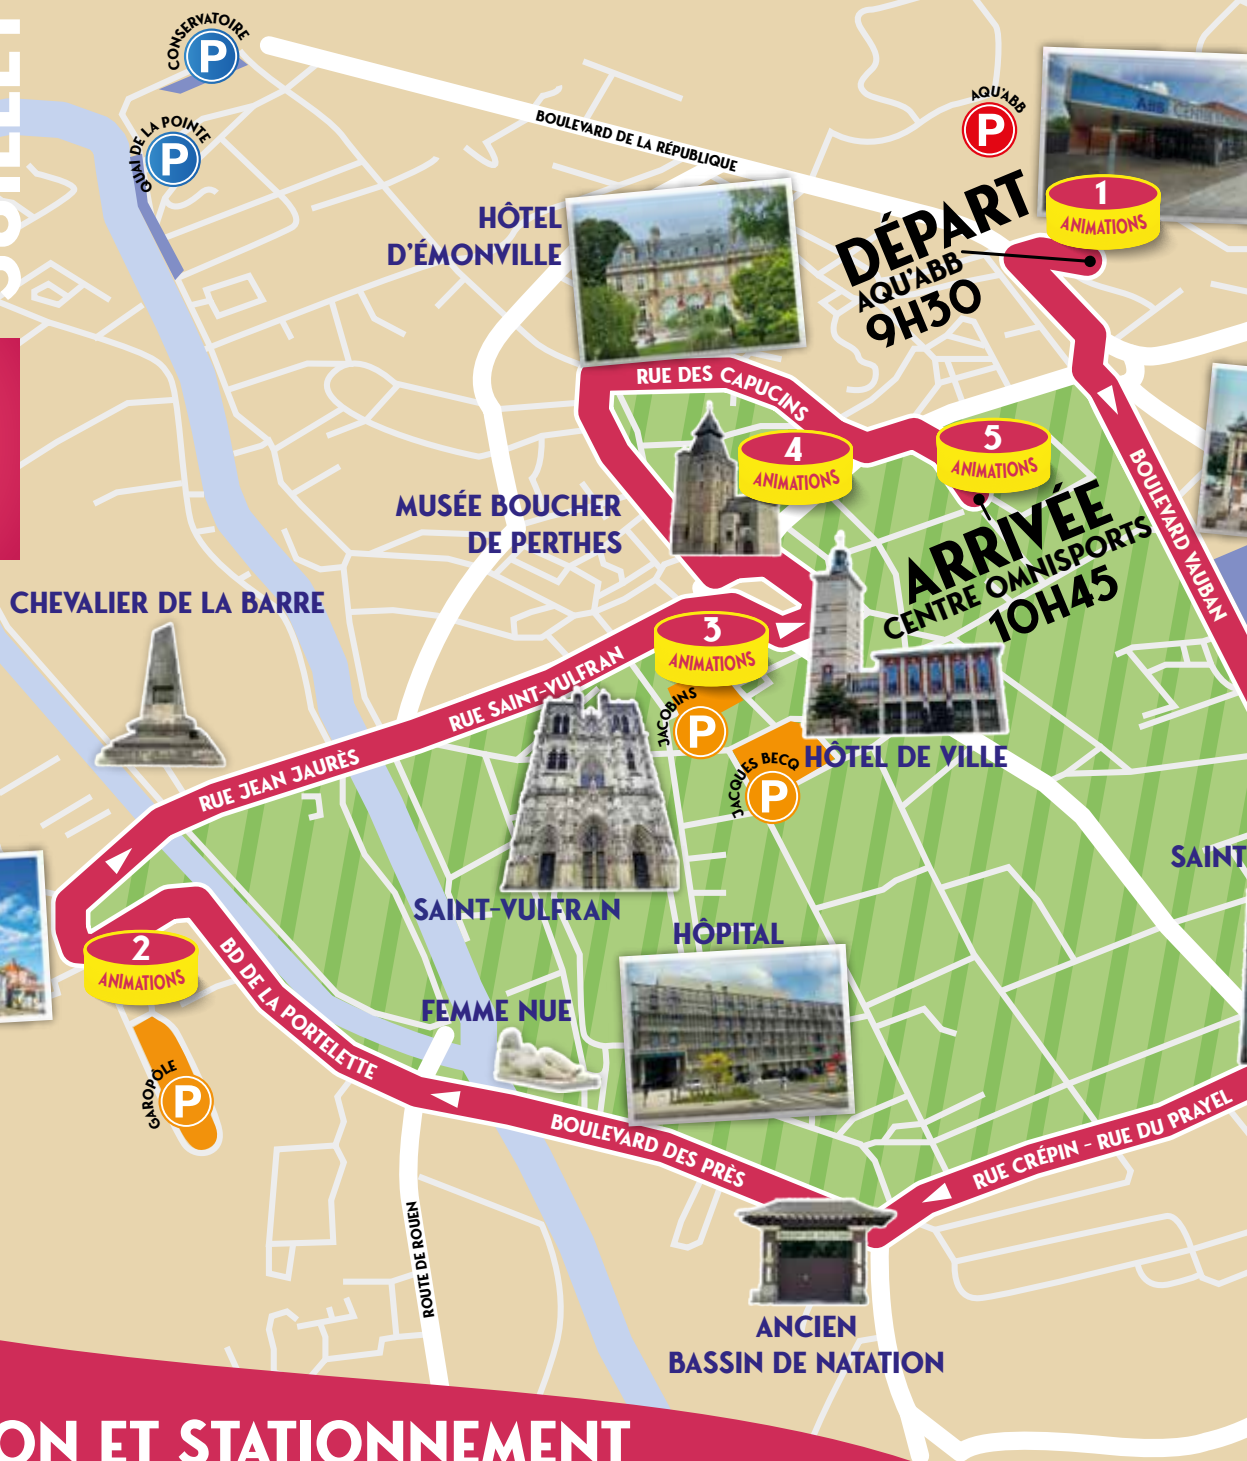 CONSERVATOIRE
P
QUAI DE LA POINTE
P
BOULEVARD DE LA RÉPUBLIQUE
AQU'ABB
P
ABB CENTRE
1
ANIMATIONS
DÉPART
AQU'ABB
9H30
HÔTEL
D'ÉMONVILLE
RUE DES CAPUCINS
4
ANIMATIONS
5
ANIMATIONS
ARRIVÉE
CENTRE OMNISPORTS
10H45
BOULEVARD VAUBAN
MUSÉE BOUCHER
DE PERTHES
CHEVALIER DE LA BARRE
3
ANIMATIONS
RUE SAINT-VULFRAN
JACOBINS
P
JACQUES BECQ
P
HÔTEL DE VILLE
RUE JEAN JAURÈS
SAINT
SAINT-VULFRAN
HÔPITAL
2
ANIMATIONS
BD DE LA PORTELETTE
FEMME NUE
GAROPÔLE
P
BOULEVARD DES PRÈS
RUE CRÉPIN - RUE DU PRAYEL
ROUTE DE ROUEN
ANCIEN
BASSIN DE NATATION
ON ET STATIONNEMENT